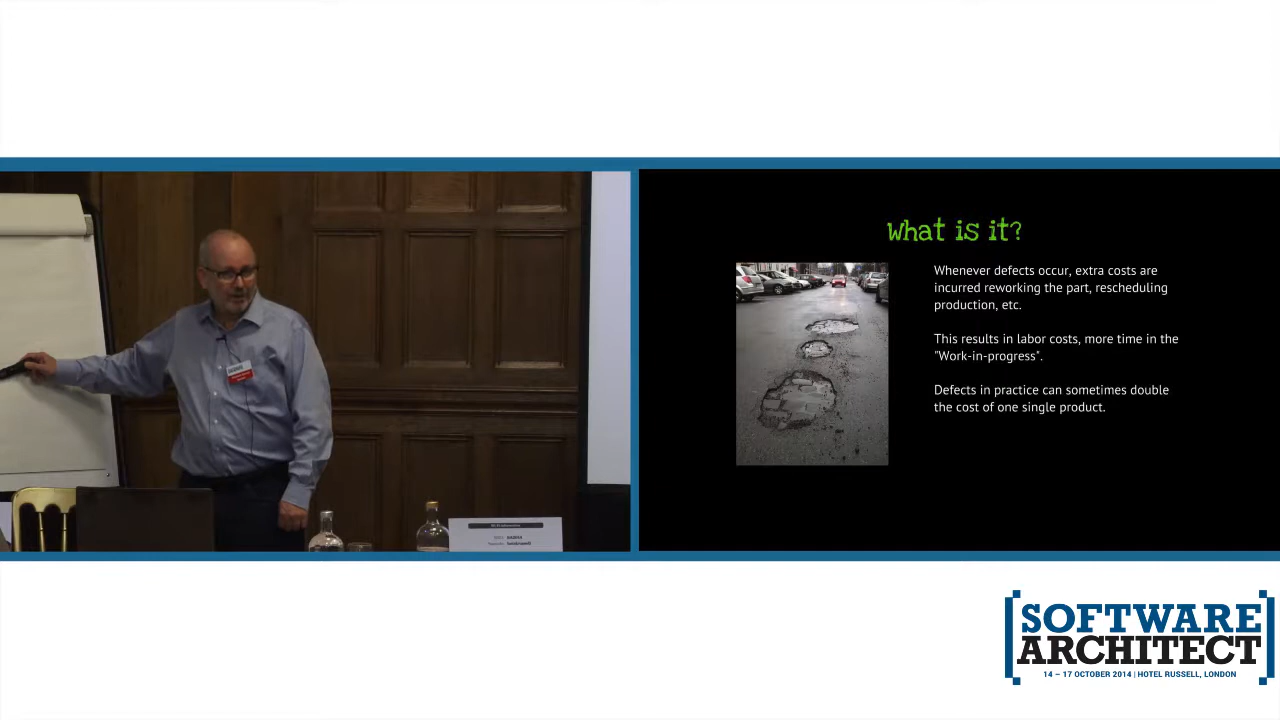 What is it?
Whenever defects occur, extra costs are
incurred reworking the part, rescheduling
production, etc.
This results in labor costs, more time in the
"Work-in-progress".
Defects in practice can sometimes double
the cost of one single product.
[SOFTWARE
ARCHITECT]
14 – 17 OCTOBER 2014 | HOTEL RUSSELL, LONDON